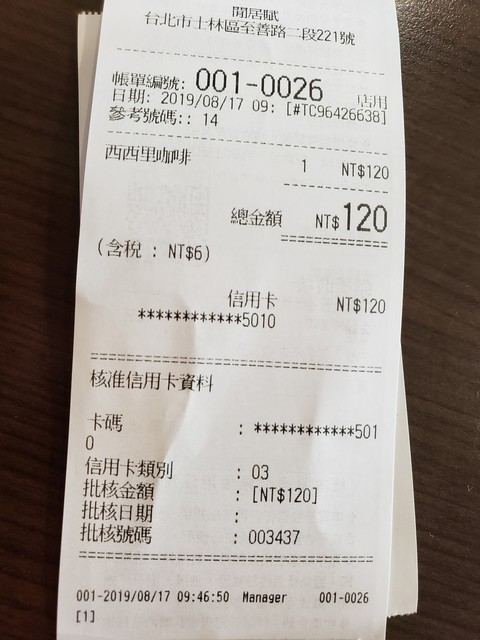 閒居賦
台北市士林區至善路二段221號
帳單編號: 001-0026 店用
日期: 2019/08/17 09: [#TC96426638]
參考號碼:: 14
西西里咖啡 1 NT$120
總金額 NT$120
(含稅 : NT$6)
信用卡 NT$120
************5010
核准信用卡資料
卡碼 : ************501
0
信用卡類別 : 03
批核金額 : [NT$120]
批核日期 :
批核號碼 : 003437
001-2019/08/17 09:46:50 Manager 001-0026
[1]